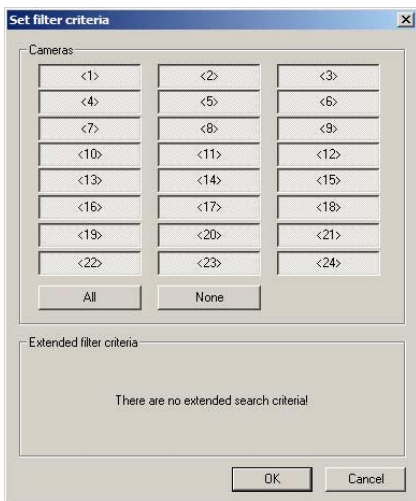 Set filter criteria
Cameras
<1> <2> <3>
<4> <5> <6>
<7> <8> <9>
<10> <11> <12>
<13> <14> <15>
<16> <17> <18>
<19> <20> <21>
<22> <23> <24>
All None
Extended filter criteria
There are no extended search criteria!
OK Cancel